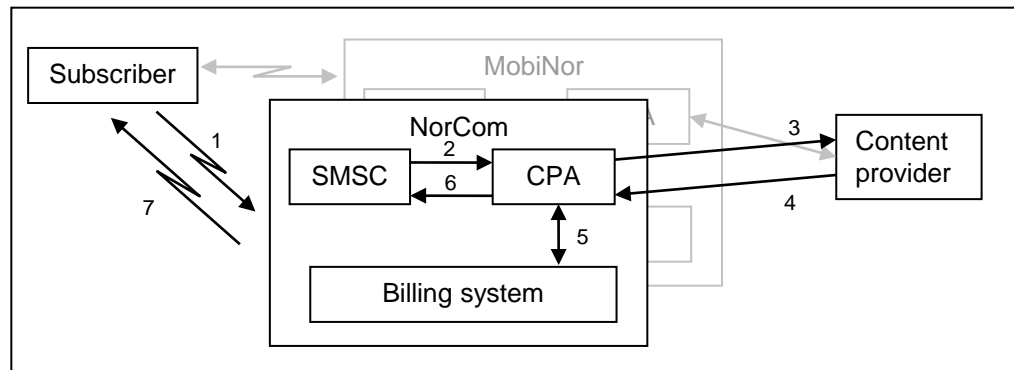 Subscriber
MobiNor
A
NorCom
1
2
3
SMSC
CPA
Content
provider
6
4
7
5
Billing system